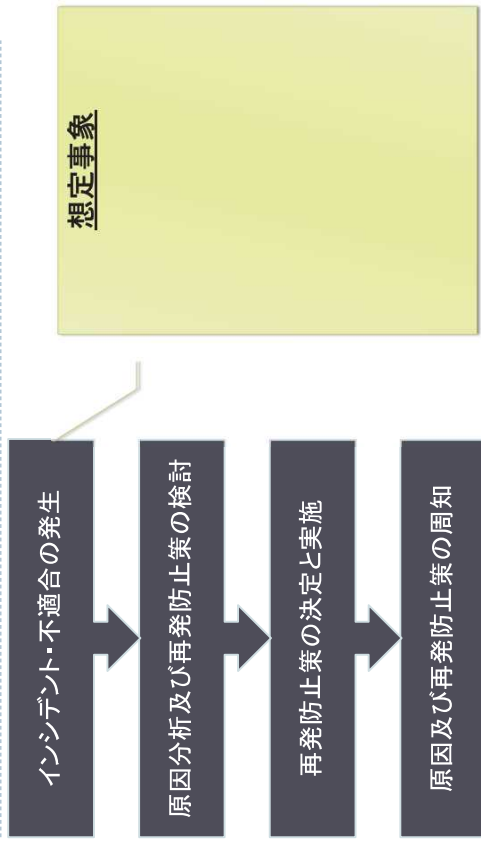 インシデント・不適合の発生
原因分析及び再発防止策の検討
再発防止策の決定と実施
原因及び再発防止策の周知
想定事象